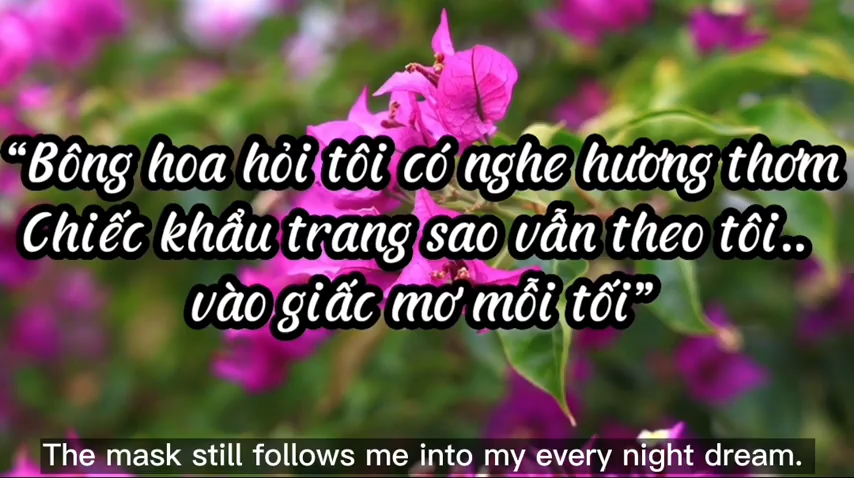 “Bông hoa hỏi tôi có nghe hương thơm
Chiếc khẩu trang sao vẫn theo tôi..
vào giấc mơ mỗi tối”
The mask still follows me into my every night dream.